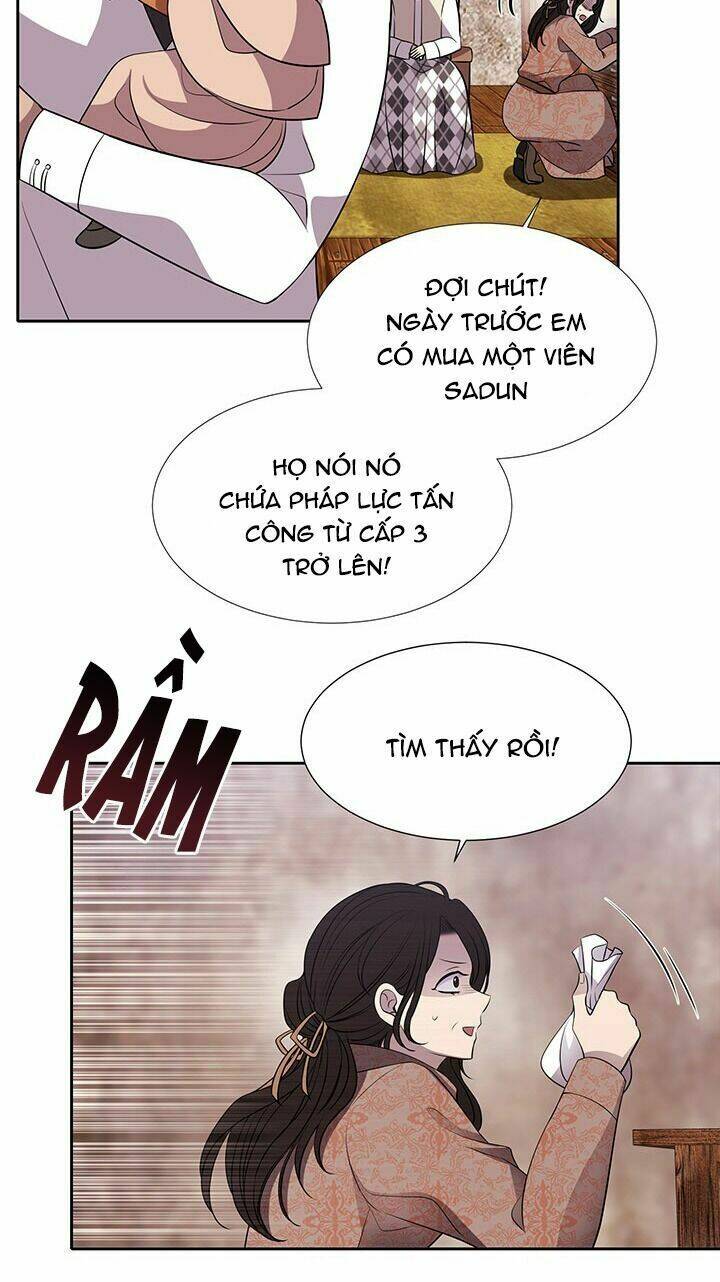 ĐỢI CHÚT!
NGÀY TRƯỚC EM
CÓ MUA MỘT VIÊN
SADUN
HỌ NÓI NÓ
CHỨA PHÁP LỰC TẤN
CÔNG TỪ CẤP 3
TRỞ LÊN!
RẦM
TÌM THẤY RỒI!